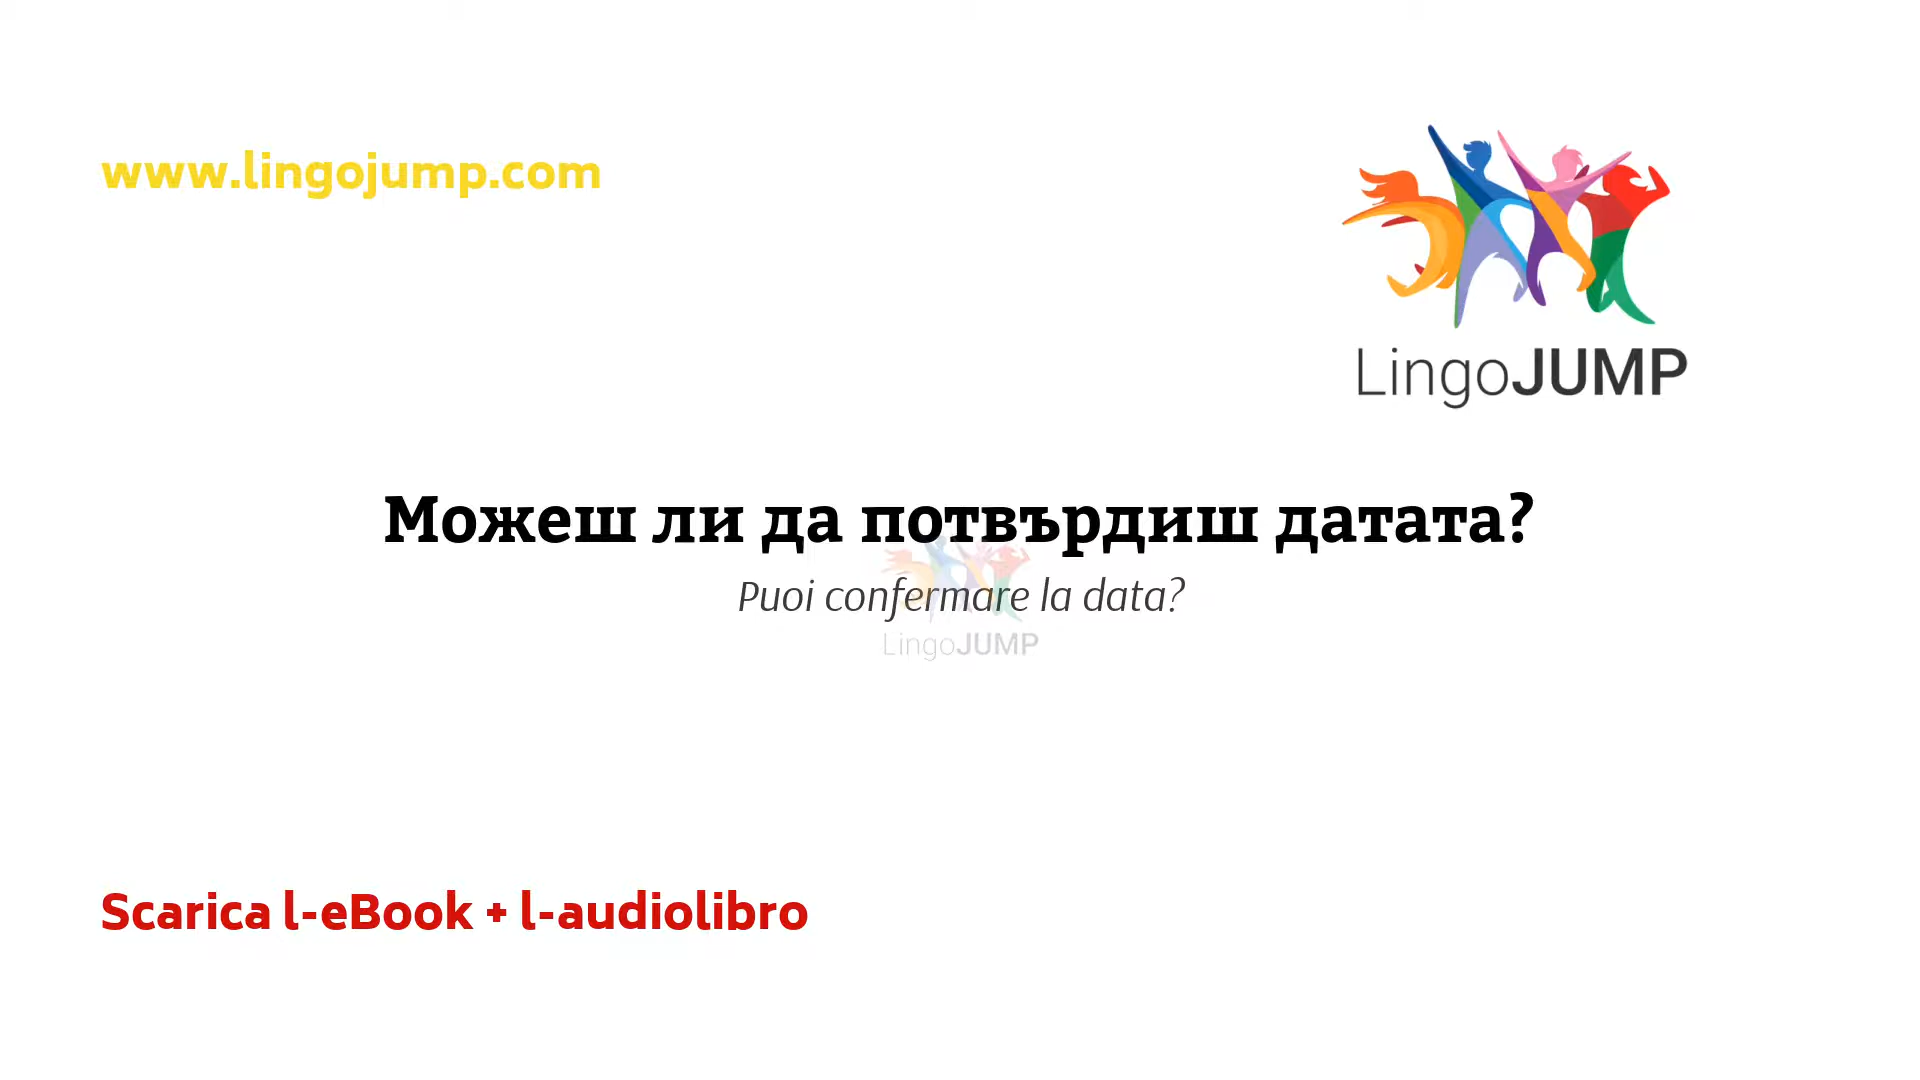 www.lingojump.com
LingoJUMP
Можеш ли да потвърдиш датата?
Puoi confermare la data?
LingoJUMP
Scarica l-eBook + l-audiolibro